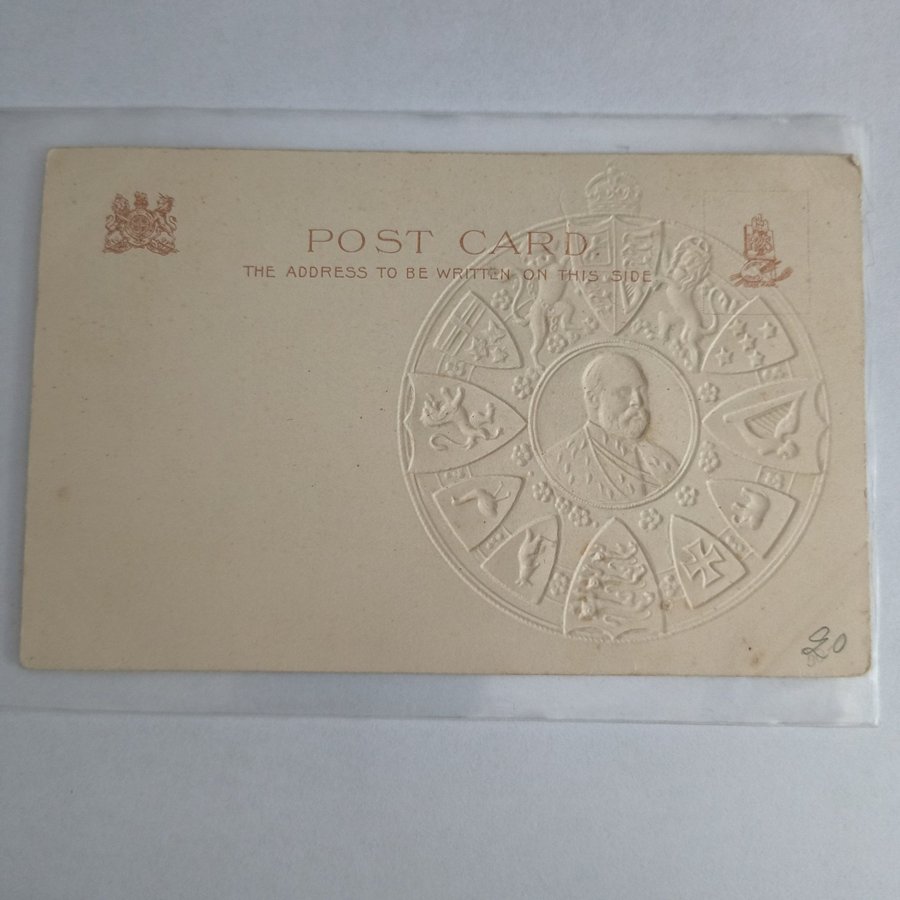 POST CARD
THE ADDRESS TO BE WRITTEN ON THIS SIDE
20